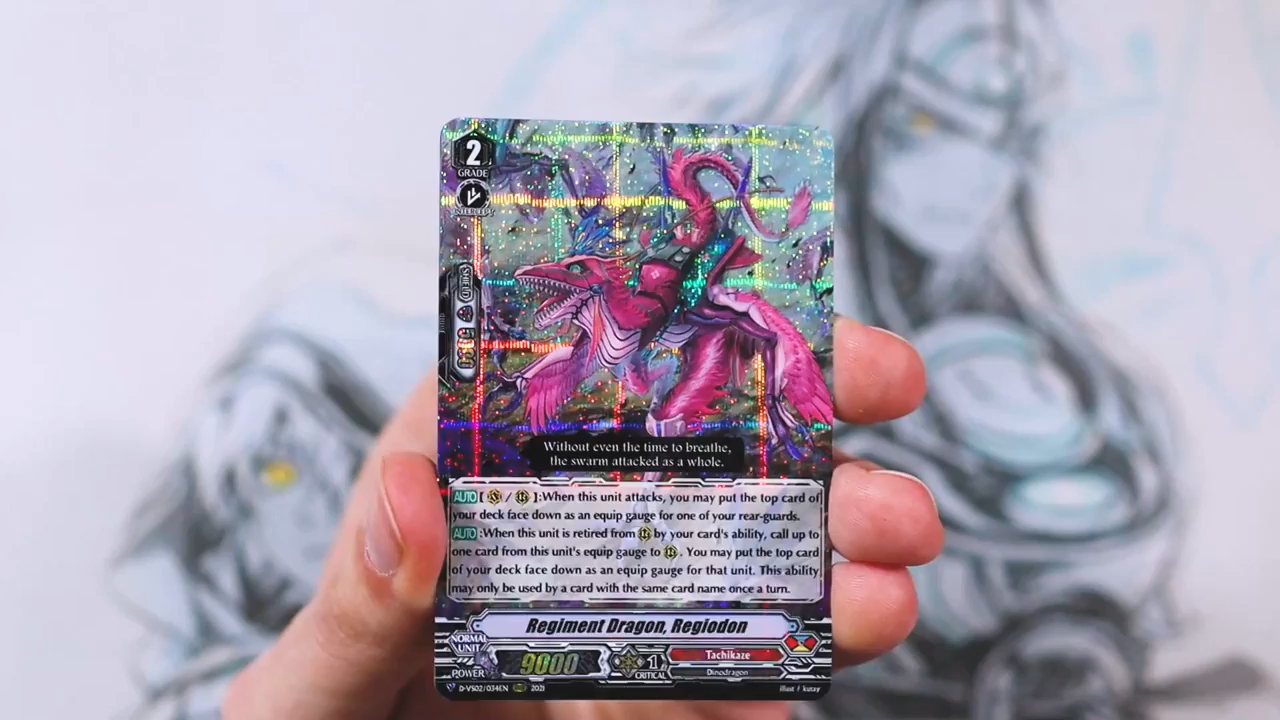 2
GRADE
INTERCEPT
SHIELD
Without even the time to breathe,
the swarm attacked as a whole.
AUTO [ / ]:When this unit attacks, you may put the top card of
your deck face down as an equip gauge for one of your rear-guards.
AUTO :When this unit is retired from by your card's ability, call up to
one card from this unit's equip gauge to . You may put the top card
of your deck face down as an equip gauge for that unit. This ability
may only be used by a card with the same card name once a turn.
Regiment Dragon, Regiodon
NORMAL
UNIT
POWER 9000 1
CRITICAL
Tachikaze
Dinodragon
D-VS02/034EN 2021 illust / kutay